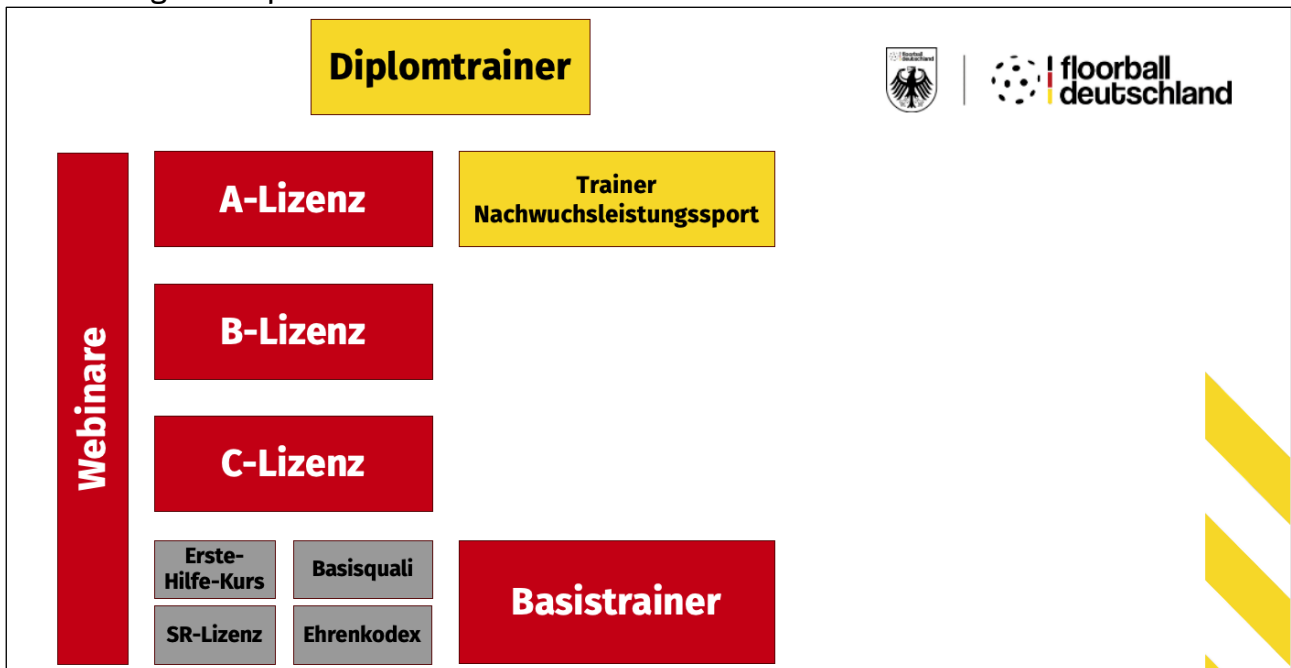 Diplomtrainer
floorball
deutschland
A-Lizenz
Trainer
Nachwuchsleistungssport
B-Lizenz
Webinare
C-Lizenz
Erste-
Hilfe-Kurs
Basisquali
Basistrainer
SR-Lizenz
Ehrenkodex